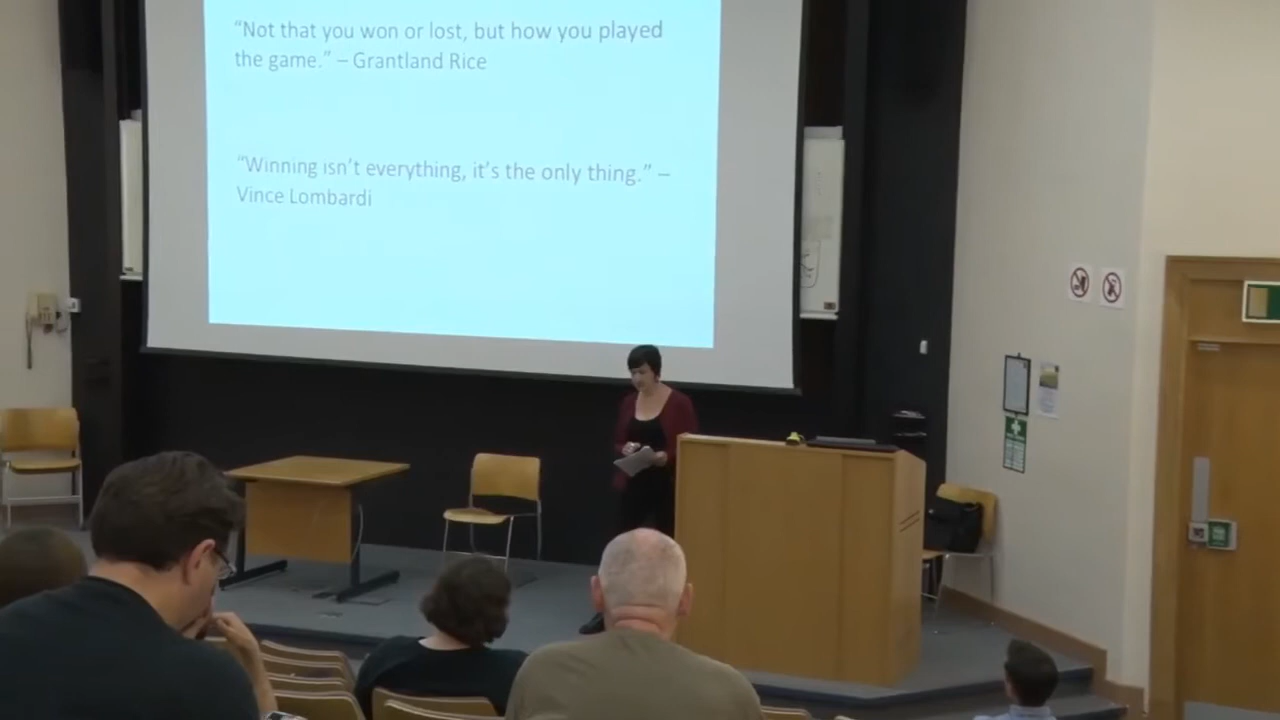 “Not that you won or lost, but how you played
the game.” – Grantland Rice
“Winning isn’t everything, it’s the only thing.” –
Vince Lombardi